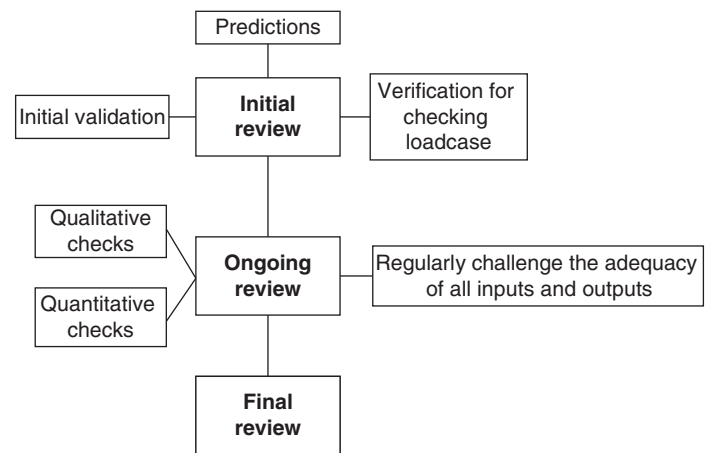 Predictions
Initial validation
Initial
review
Verification for
checking
loadcase
Qualitative
checks
Quantitative
checks
Ongoing
review
Regularly challenge the adequacy
of all inputs and outputs
Final
review